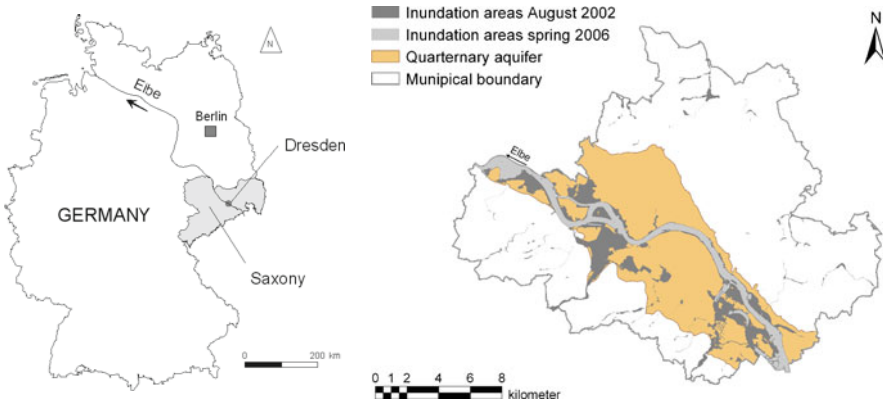 N
Elbe
Berlin
Dresden
GERMANY
Saxony
0 200 km
Inundation areas August 2002
Inundation areas spring 2006
Quarternary aquifer
Munipical boundary
N
Elbe
0 1 2 4 6 8
kilometer